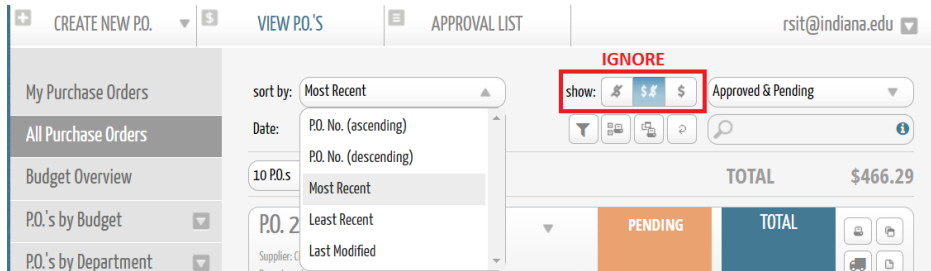 CREATE NEW P.O.
VIEW P.O.'S
APPROVAL LIST
rsit@indiana.edu
IGNORE
My Purchase Orders
sort by: Most Recent
show: $ $$ $
Approved & Pending
All Purchase Orders
Date:
P.O. No. (ascending)
P.O. No. (descending)
Budget Overview
10 P.O.s
Most Recent
TOTAL $466.29
P.O.'s by Budget
P.O. 2
Least Recent
PENDING
TOTAL
P.O.'s by Department
Supplier:
Last Modified